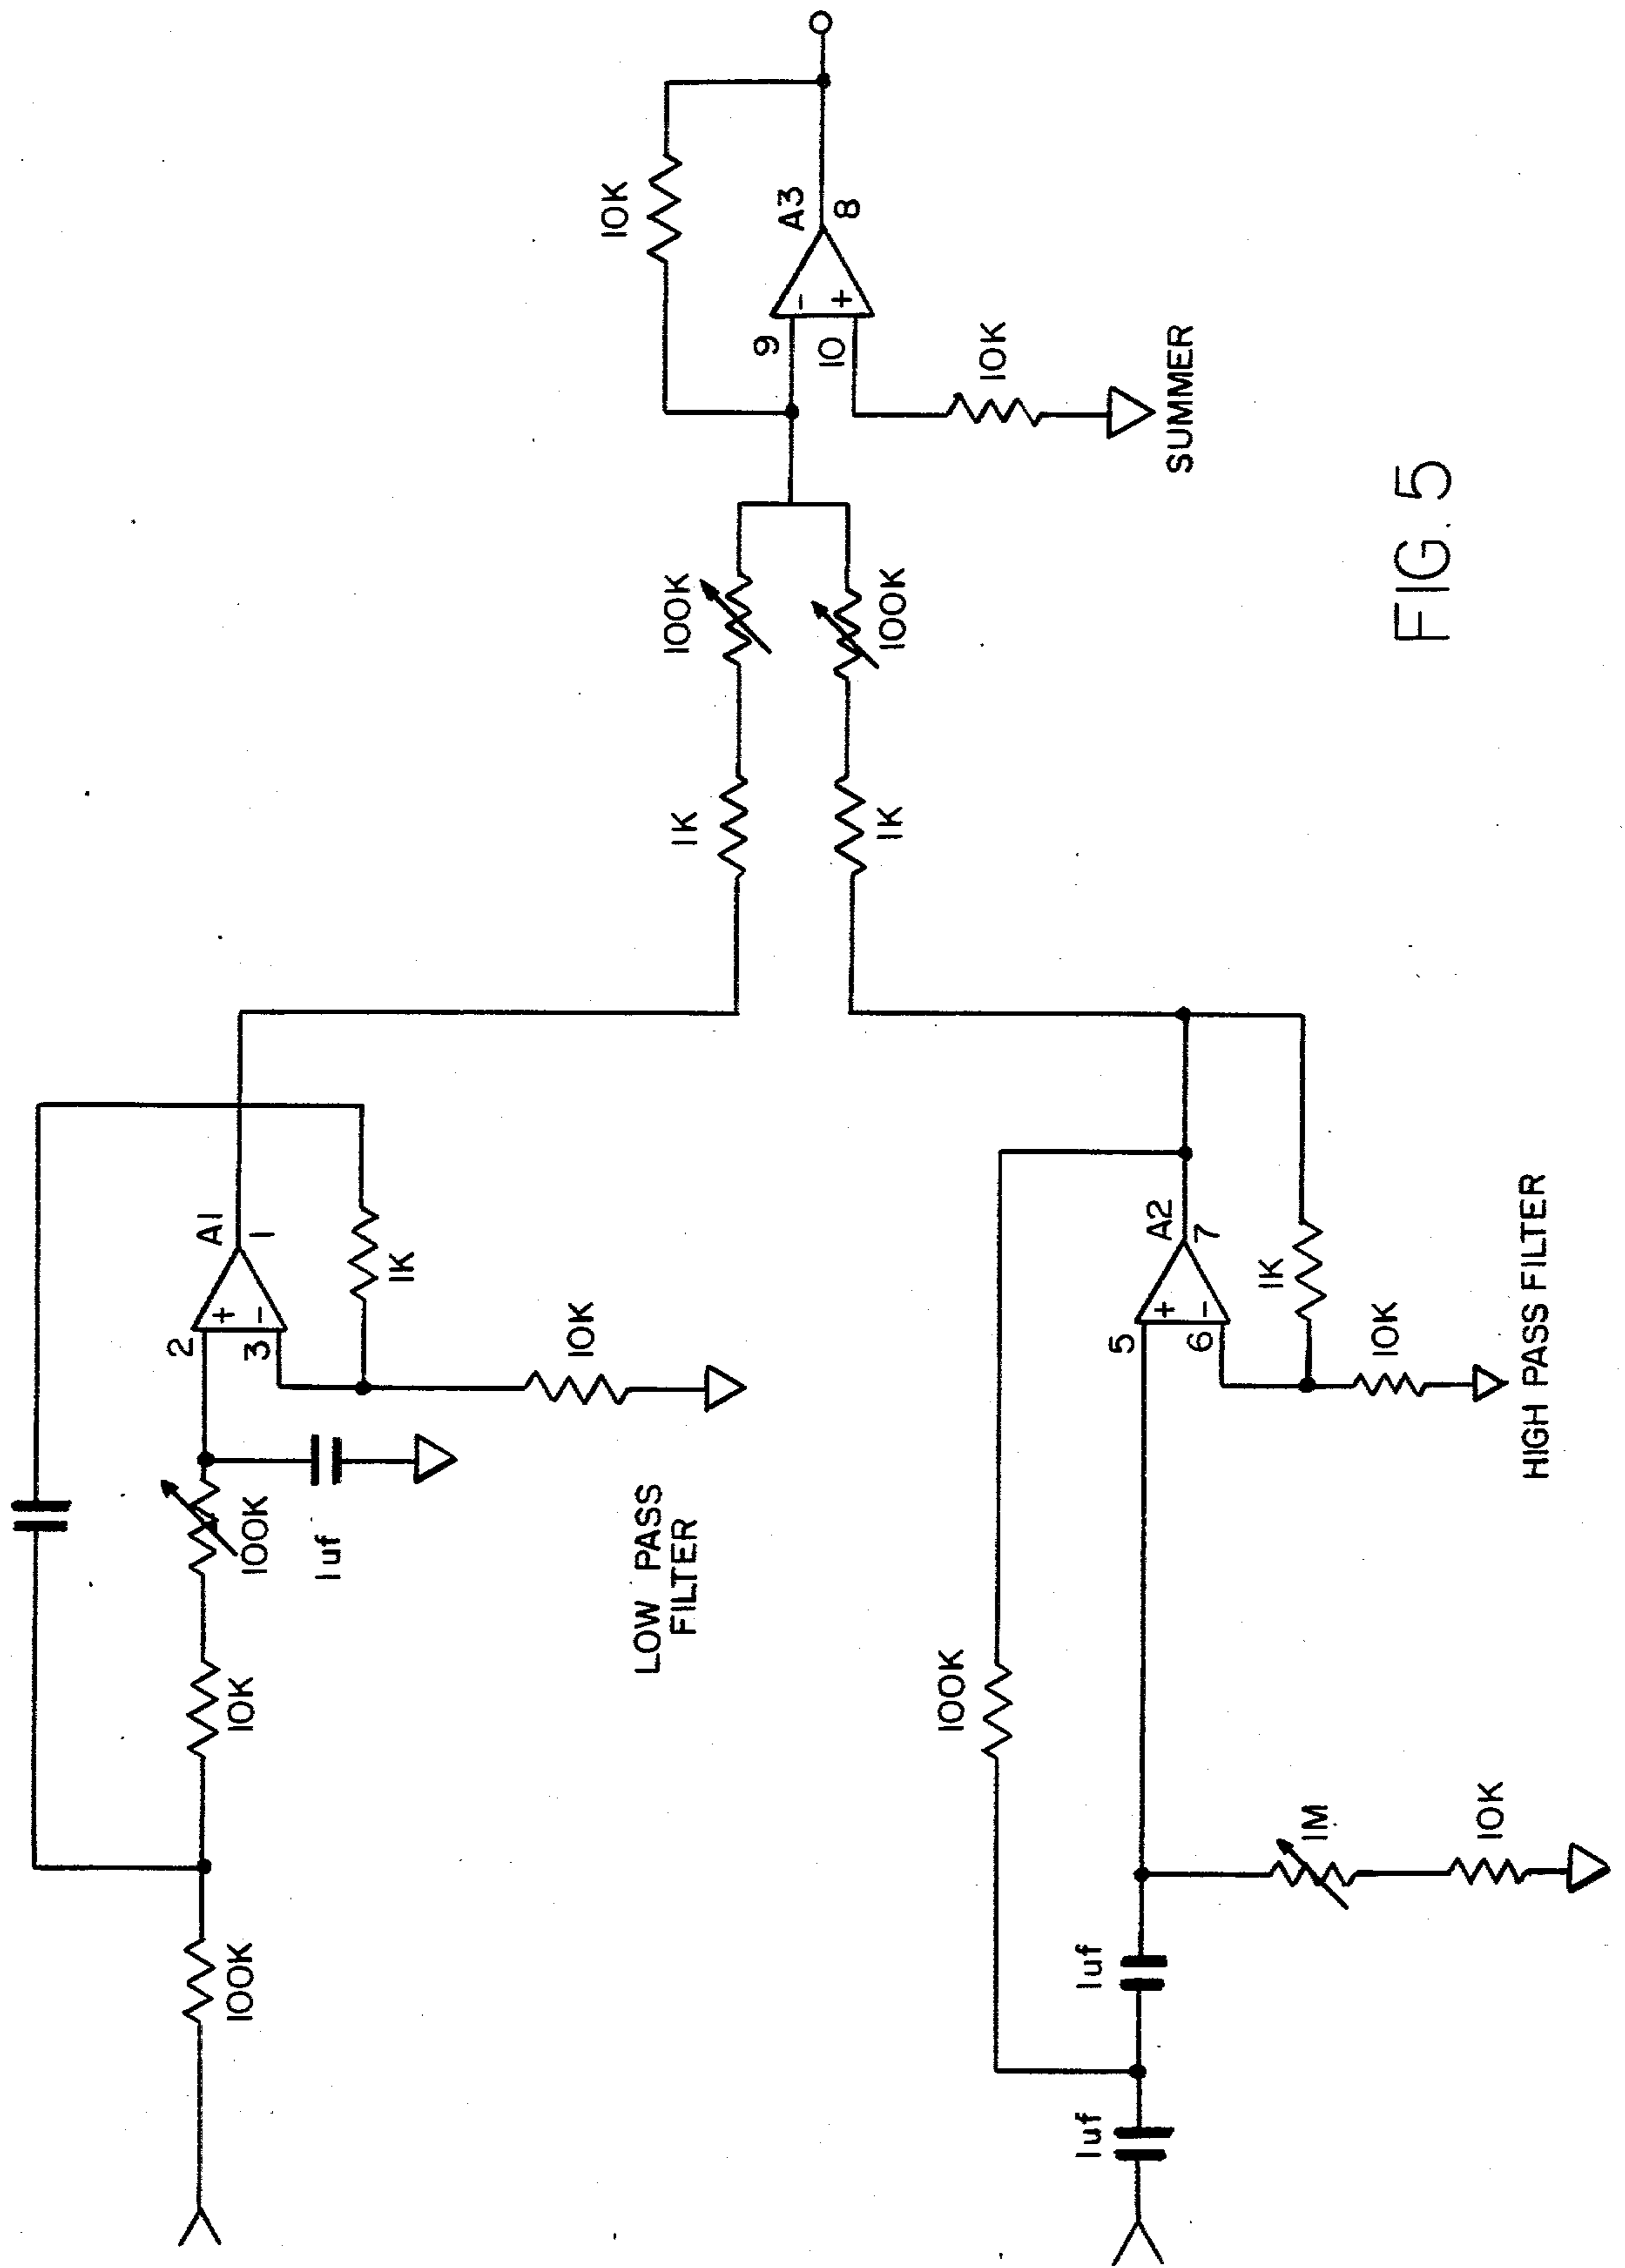 100K
10K
100K
1uf
2
3
+
-
A1
1
1K
10K
LOW PASS
FILTER
1uf
1uf
100K
1M
10K
5
6
+
-
A2
7
1K
10K
HIGH PASS FILTER
1K
100K
1K
100K
9
10
-
+
A3
8
10K
10K
SUMMER
FIG. 5